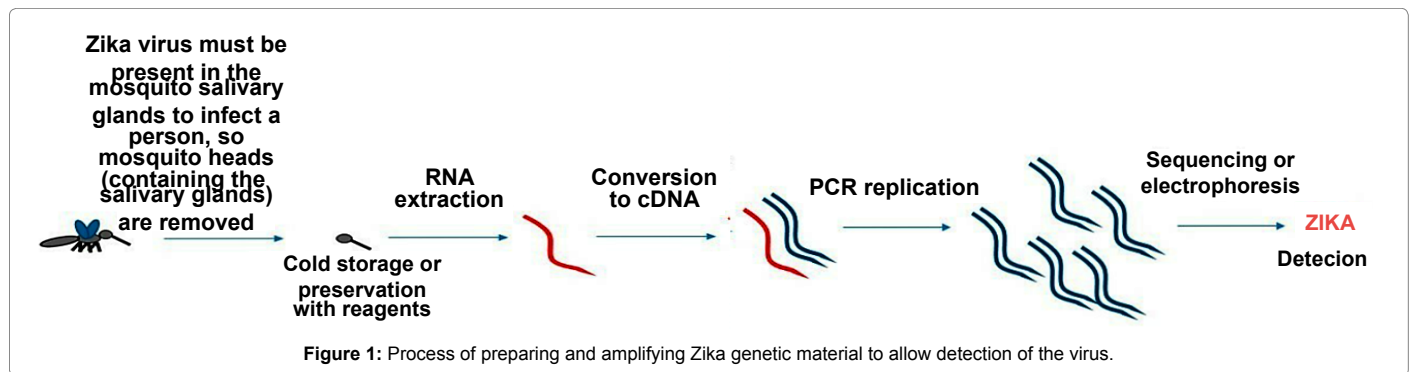 Zika virus must be
present in the
mosquito salivary
glands to infect a
person, so
mosquito heads
(containing the
salivary glands)
are removed
Cold storage or
preservation
with reagents
RNA
extraction
Conversion
to cDNA
PCR replication
Sequencing or
electrophoresis
ZIKA
Detecion
Figure 1: Process of preparing and amplifying Zika genetic material to allow detection of the virus.